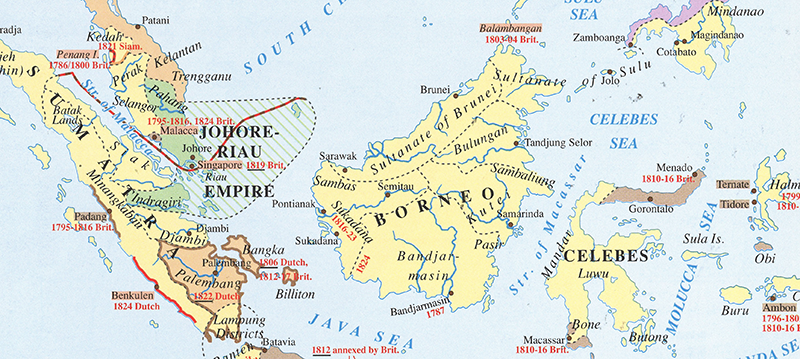 Patani
Kedah
1821 Siam.
Penang I.
1786/1800 Brit.
Kelantan
Perak
Trengganu
Pahang
Selangor
1795-1816, 1824 Brit.
Malacca
Str. of Malacca
JOHORE-
RIAU
EMPIRE
Johore
Singapore 1819 Brit.
Riau
SUMATRA
Batak
Lands
Siak
Minangkabau
Indragiri
Padang
1795-1816 Brit.
Djambi
Djambi
Palembang
Palembang
1822 Dutch
Bangka
1806 Dutch,
1812-17 Brit.
Billiton
Benkulen
1824 Dutch
Lampung
Districts
Batavia
1812 annexed by Brit.
JAVA SEA
SOUTH CH
Balambangan
1803-04 Brit.
Brunei
Sultanate of Brunei
Sultanate of Sulu
Sarawak
Sambas
Semitau
BORNEO
Pontianak
1816-23
Sukadana
Sukadana
1824
Bandjar-
masin
Bandjarmasin
1787
Bulungan
Tandjung Selor
Sambaliung
Kutei
Samarinda
Pasir
Str. of Macassar
SULU
SEA
Zamboanga
Mindanao
Magindanao
Cotabato
Jolo
CELEBES
SEA
Menado
1810-16 Brit.
Gorontalo
Mandar
CELEBES
Luwu
Bone
Macassar
1810-16 Brit.
Butong
MOLUCCA SEA
Sula Is.
Ternate
Tidore
Halm
1799
1810-
Obi
Buru
Ambon
1796-180
1810-16 B
NDA SEA